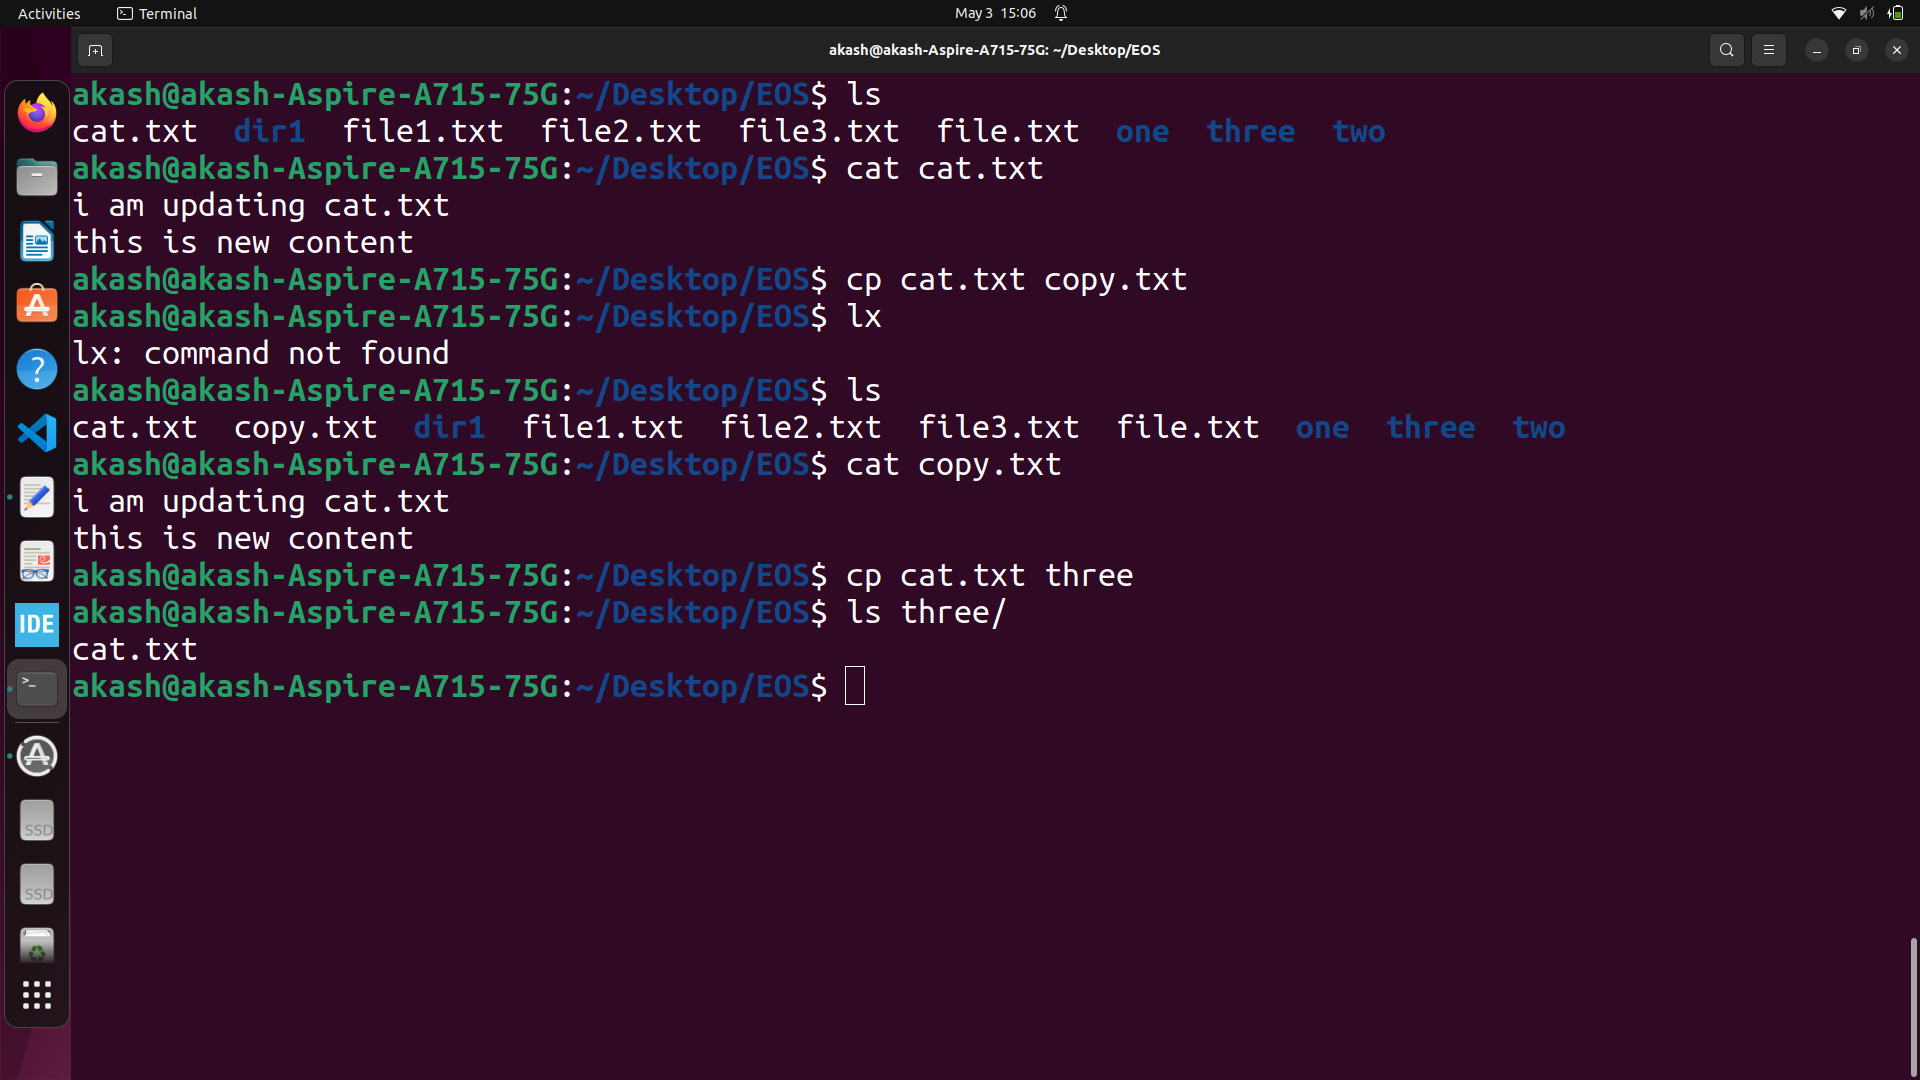 Activities Terminal May 3 15:06
akash@akash-Aspire-A715-75G: ~/Desktop/EOS
akash@akash-Aspire-A715-75G:~/Desktop/EOS$ ls
cat.txt dir1 file1.txt file2.txt file3.txt file.txt one three two
akash@akash-Aspire-A715-75G:~/Desktop/EOS$ cat cat.txt
i am updating cat.txt
this is new content
akash@akash-Aspire-A715-75G:~/Desktop/EOS$ cp cat.txt copy.txt
akash@akash-Aspire-A715-75G:~/Desktop/EOS$ lx
lx: command not found
akash@akash-Aspire-A715-75G:~/Desktop/EOS$ ls
cat.txt copy.txt dir1 file1.txt file2.txt file3.txt file.txt one three two
akash@akash-Aspire-A715-75G:~/Desktop/EOS$ cat copy.txt
i am updating cat.txt
this is new content
akash@akash-Aspire-A715-75G:~/Desktop/EOS$ cp cat.txt three
akash@akash-Aspire-A715-75G:~/Desktop/EOS$ ls three/
cat.txt
akash@akash-Aspire-A715-75G:~/Desktop/EOS$
IDE
SSD
SSD